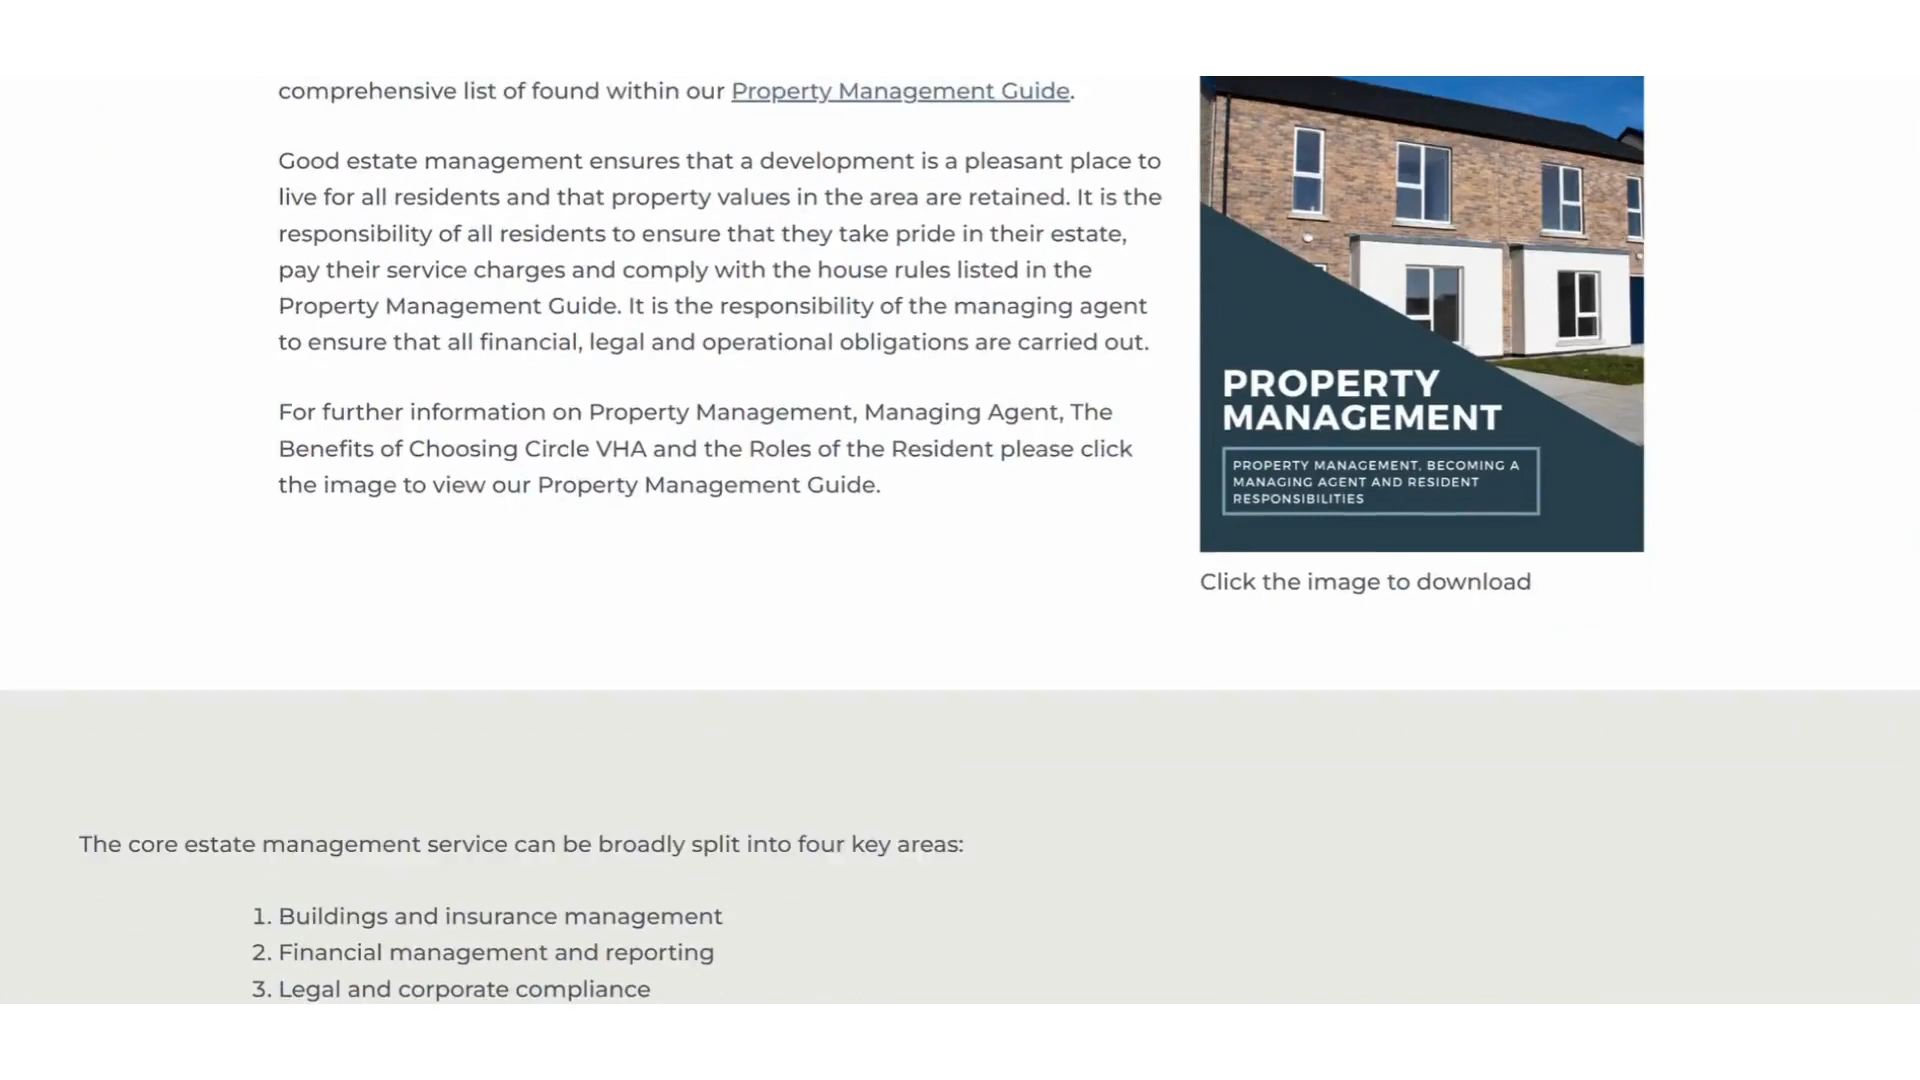 comprehensive list of found within our Property Management Guide.
Good estate management ensures that a development is a pleasant place to
live for all residents and that property values in the area are retained. It is the
responsibility of all residents to ensure that they take pride in their estate,
pay their service charges and comply with the house rules listed in the
Property Management Guide. It is the responsibility of the managing agent
to ensure that all financial, legal and operational obligations are carried out.
For further information on Property Management, Managing Agent, The
Benefits of Choosing Circle VHA and the Roles of the Resident please click
the image to view our Property Management Guide.
PROPERTY
MANAGEMENT
PROPERTY MANAGEMENT, BECOMING A
MANAGING AGENT AND RESIDENT
RESPONSIBILITIES
Click the image to download
The core estate management service can be broadly split into four key areas:
1. Buildings and insurance management
2. Financial management and reporting
3. Legal and corporate compliance